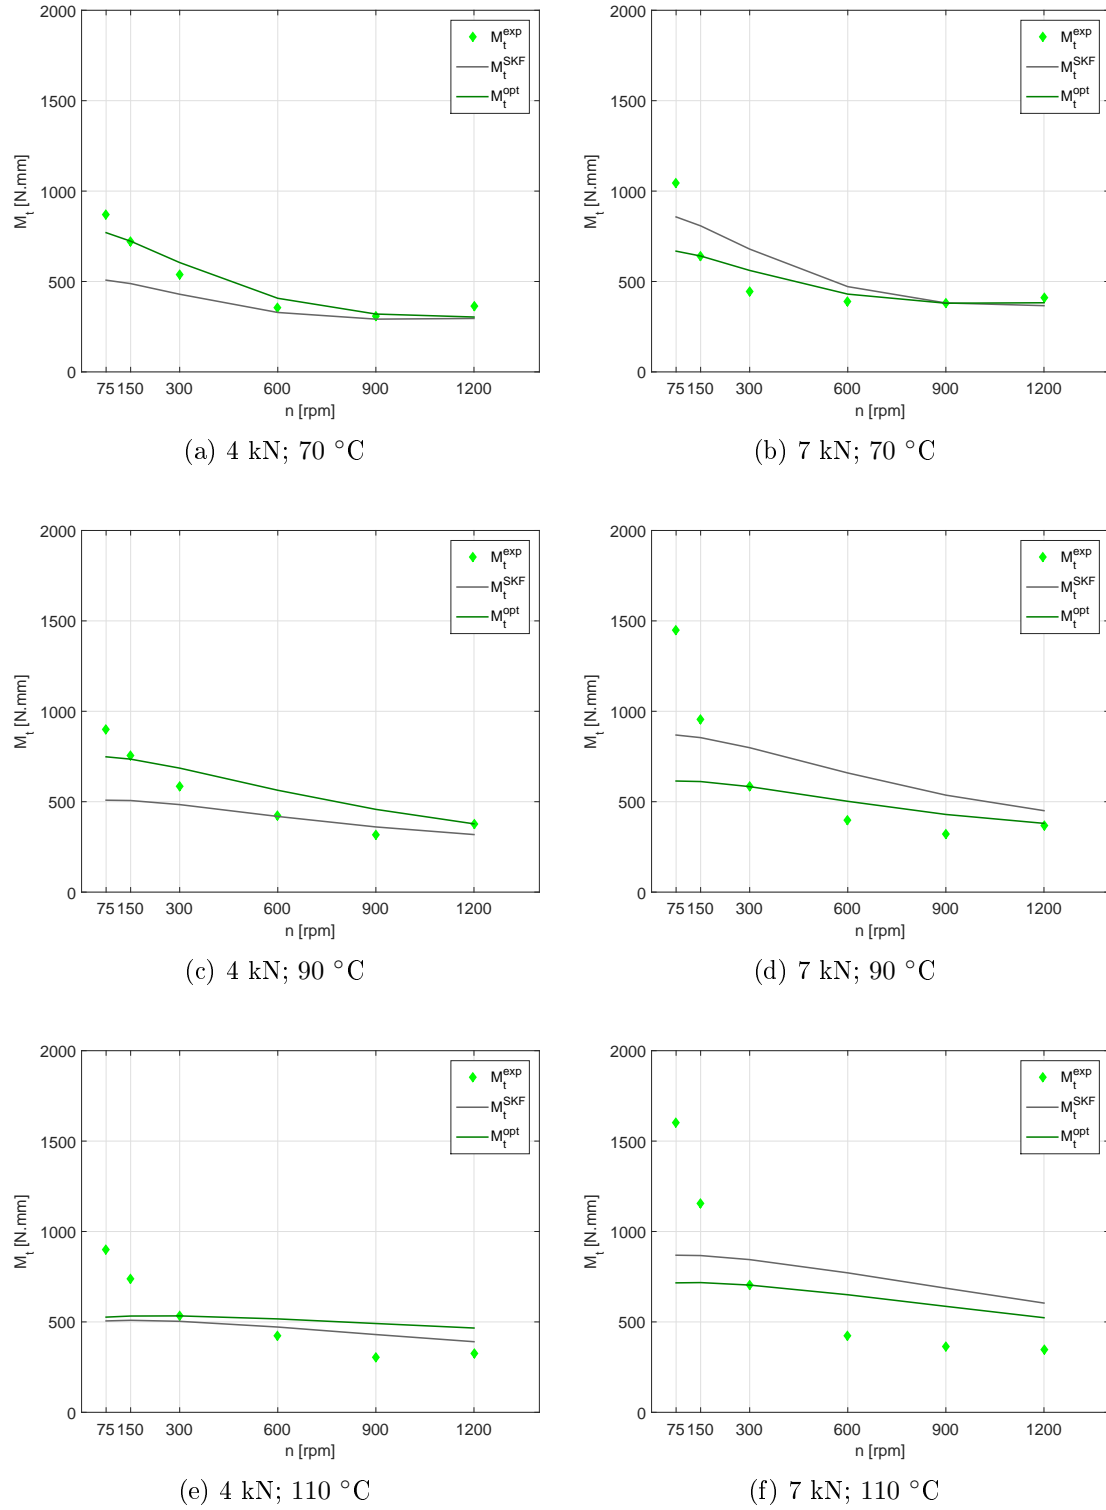 2000
1500
1000
500
0
M_t [N.mm]
M_t^exp
M_t^SKF
M_t^opt
75 150 300 600 900 1200
n [rpm]
(a) 4 kN; 70 °C
2000
1500
1000
500
0
M_t [N.mm]
M_t^exp
M_t^SKF
M_t^opt
75 150 300 600 900 1200
n [rpm]
(b) 7 kN; 70 °C
2000
1500
1000
500
0
M_t [N.mm]
M_t^exp
M_t^SKF
M_t^opt
75 150 300 600 900 1200
n [rpm]
(c) 4 kN; 90 °C
2000
1500
1000
500
0
M_t [N.mm]
M_t^exp
M_t^SKF
M_t^opt
75 150 300 600 900 1200
n [rpm]
(d) 7 kN; 90 °C
2000
1500
1000
500
0
M_t [N.mm]
M_t^exp
M_t^SKF
M_t^opt
75 150 300 600 900 1200
n [rpm]
(e) 4 kN; 110 °C
2000
1500
1000
500
0
M_t [N.mm]
M_t^exp
M_t^SKF
M_t^opt
75 150 300 600 900 1200
n [rpm]
(f) 7 kN; 110 °C